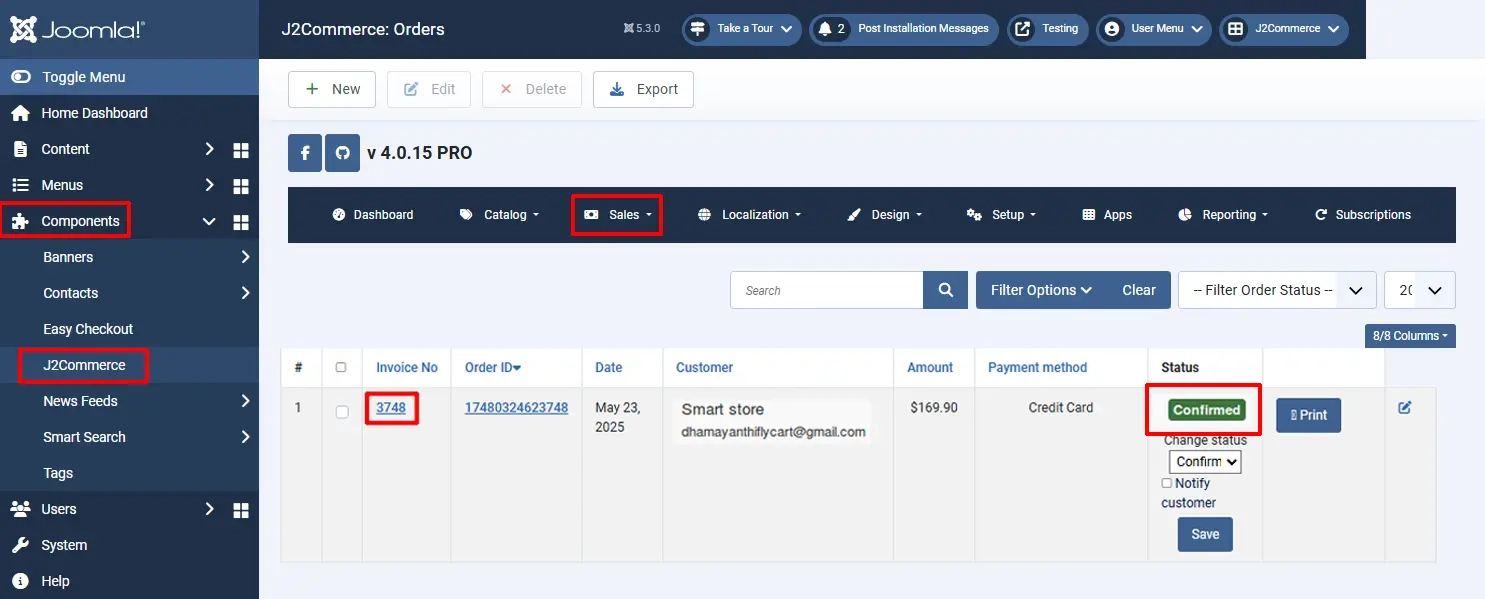 Joomla!
J2Commerce: Orders
5.3.0
Take a Tour
2 Post Installation Messages
Testing
User Menu
J2Commerce
Toggle Menu
Home Dashboard
Content
Menus
Components
Banners
Contacts
Easy Checkout
J2Commerce
News Feeds
Smart Search
Tags
Users
System
Help
New
Edit
Delete
Export
v 4.0.15 PRO
Dashboard
Catalog
Sales
Localization
Design
Setup
Apps
Reporting
Subscriptions
Search
Filter Options
Clear
-- Filter Order Status --
20
8/8 Columns
# Invoice No Order ID Date Customer Amount Payment method Status
1 3748 17480324623748
May 23,
2025
Smart store
dhamayanthiflycart@gmail.com
$169.90
Credit Card
Confirmed
Change status
Confirm
Notify
customer
Save
Print